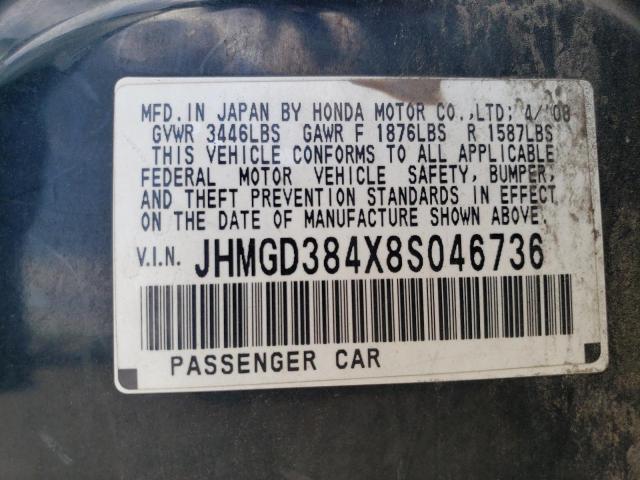 MFD.IN JAPAN BY HONDA MOTOR CO.,LTD; 4/'08
GVWR 3446LBS GAWR F 1876LBS R 1587LBS
THIS VEHICLE CONFORMS TO ALL APPLICABLE
FEDERAL MOTOR VEHICLE SAFETY, BUMPER,
AND THEFT PREVENTION STANDARDS IN EFFECT
ON THE DATE OF MANUFACTURE SHOWN ABOVE.
V.I.N. JHMGD384X8S046736
PASSENGER CAR